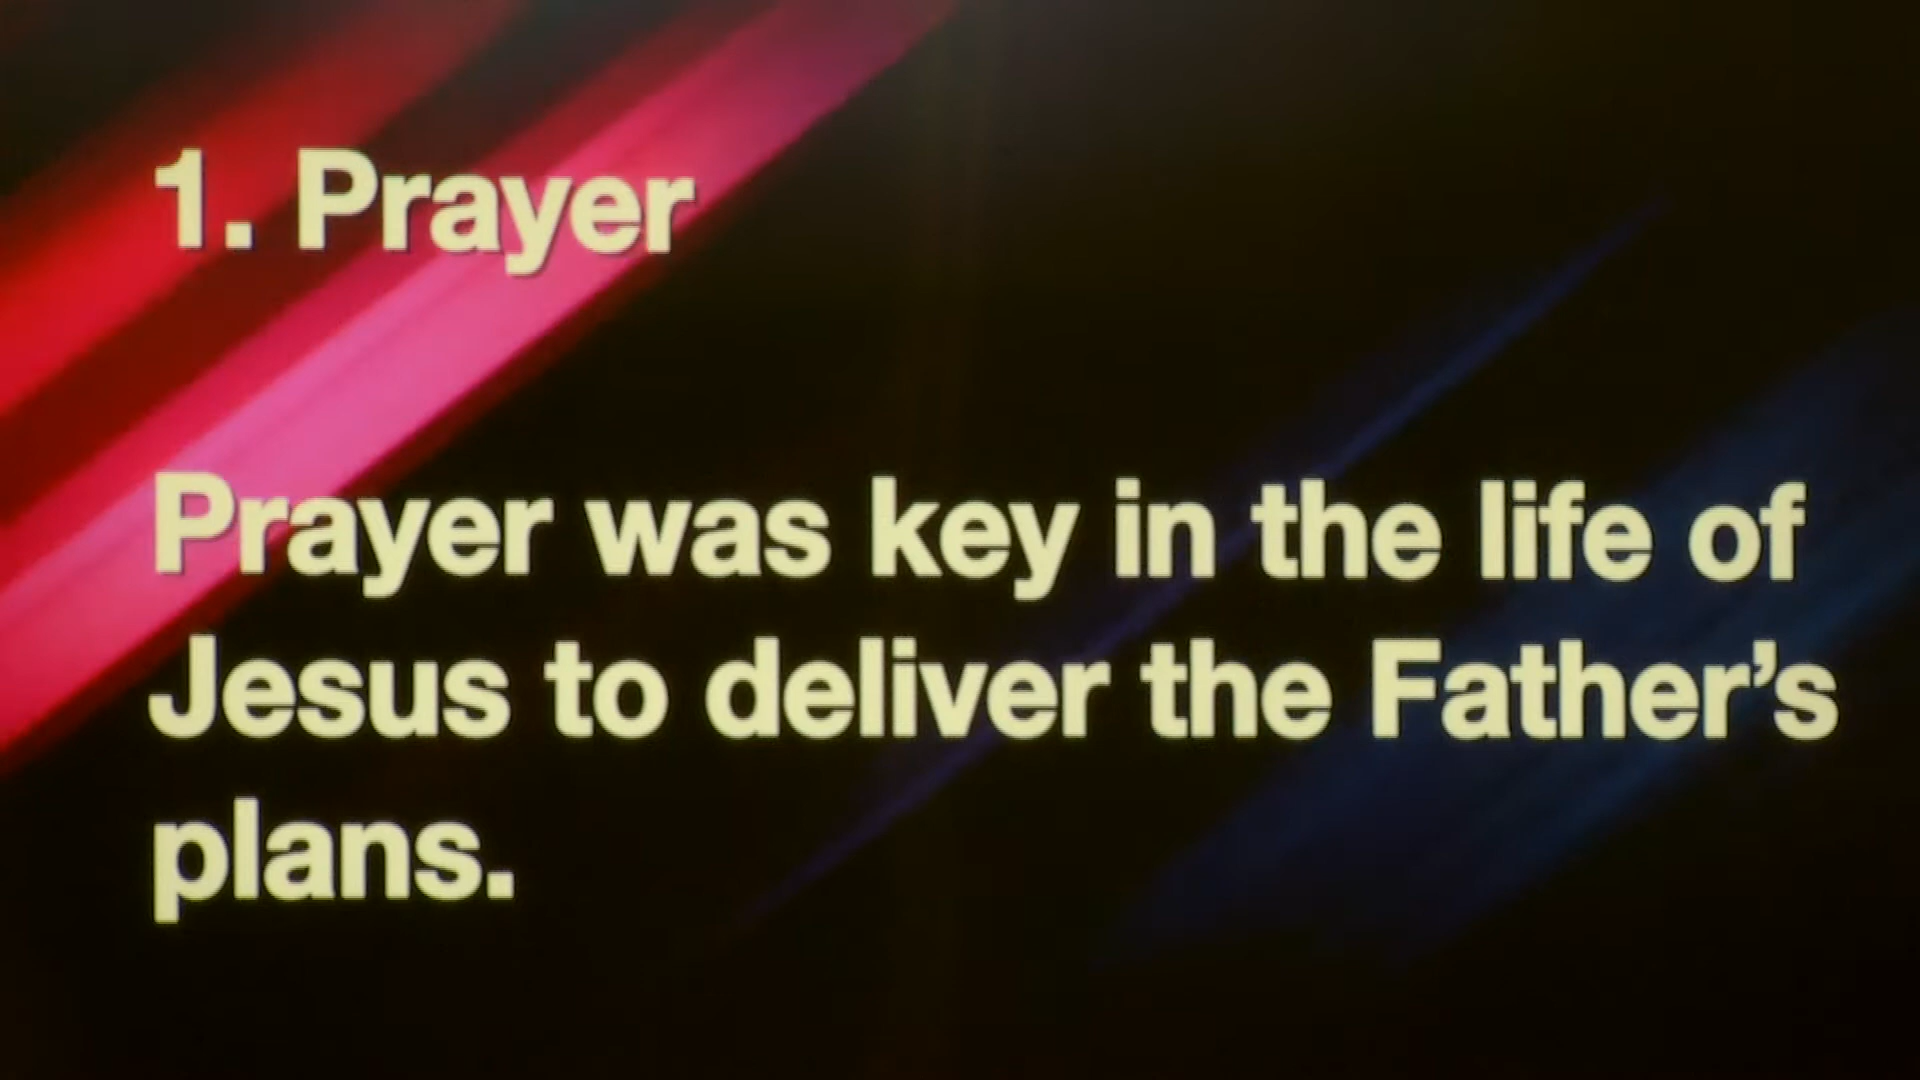 1. Prayer
Prayer was key in the life of
Jesus to deliver the Father’s
plans.